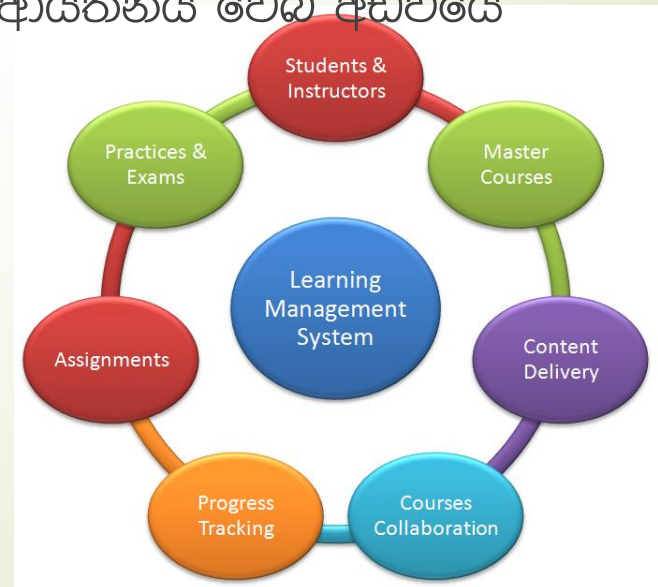 ආයතනය වෙබ් අඩවියේ
Students &
Instructors
Master
Courses
Content
Delivery
Courses
Collaboration
Progress
Tracking
Assignments
Practices &
Exams
Learning
Management
System